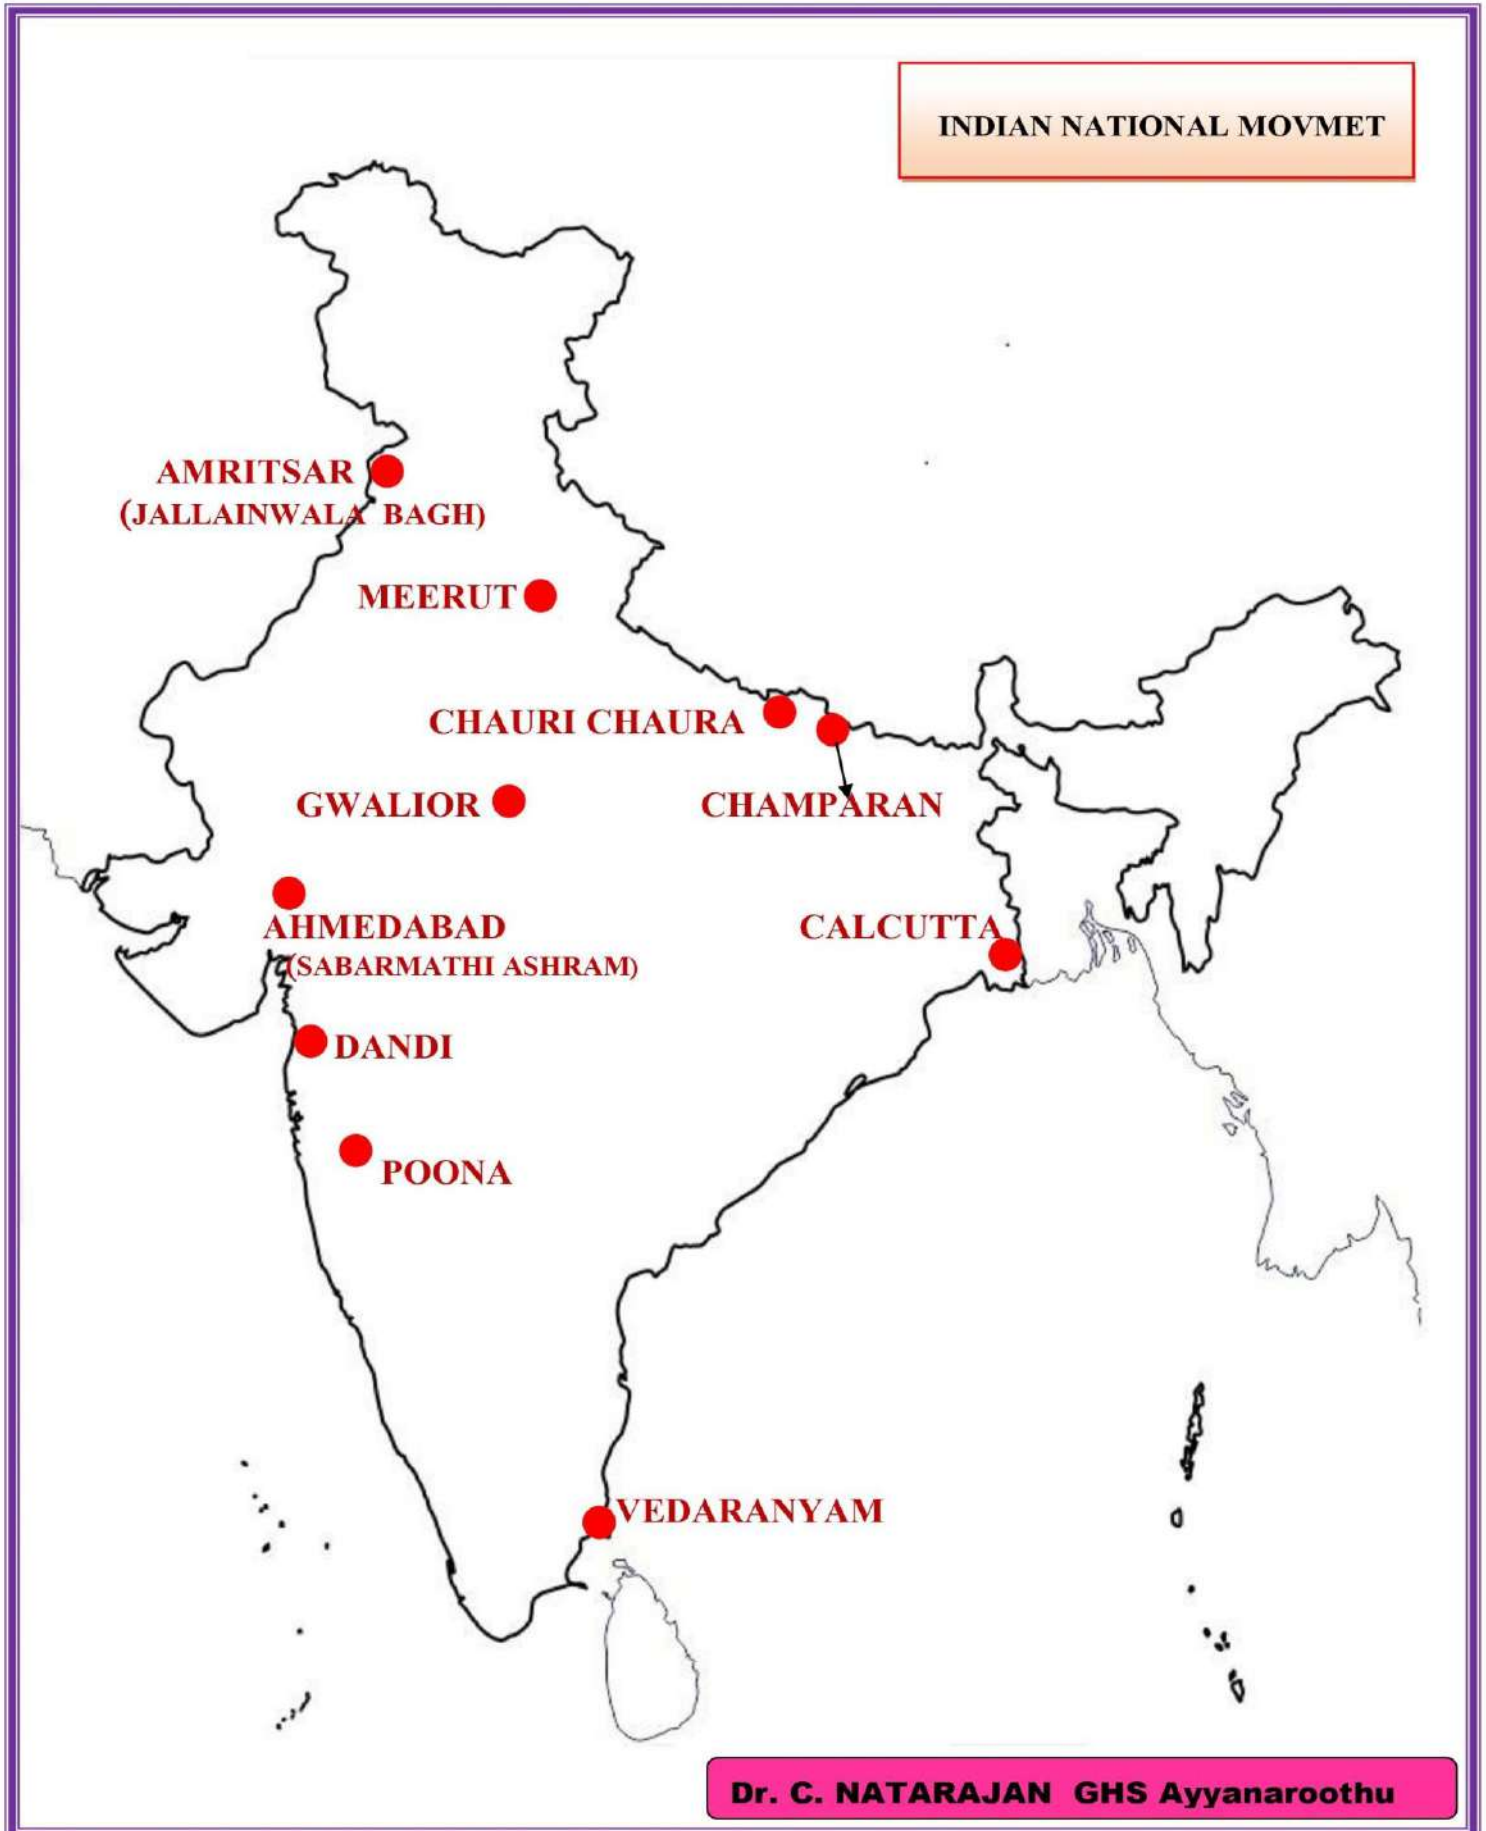 INDIAN NATIONAL MOVMET
AMRITSAR
(JALLAINWALA BAGH)
MEERUT
CHAURI CHAURA
GWALIOR
CHAMPARAN
AHMEDABAD
(SABARMATHI ASHRAM)
CALCUTTA
DANDI
POONA
VEDARANYAM
Dr. C. NATARAJAN GHS Ayyanaroothu